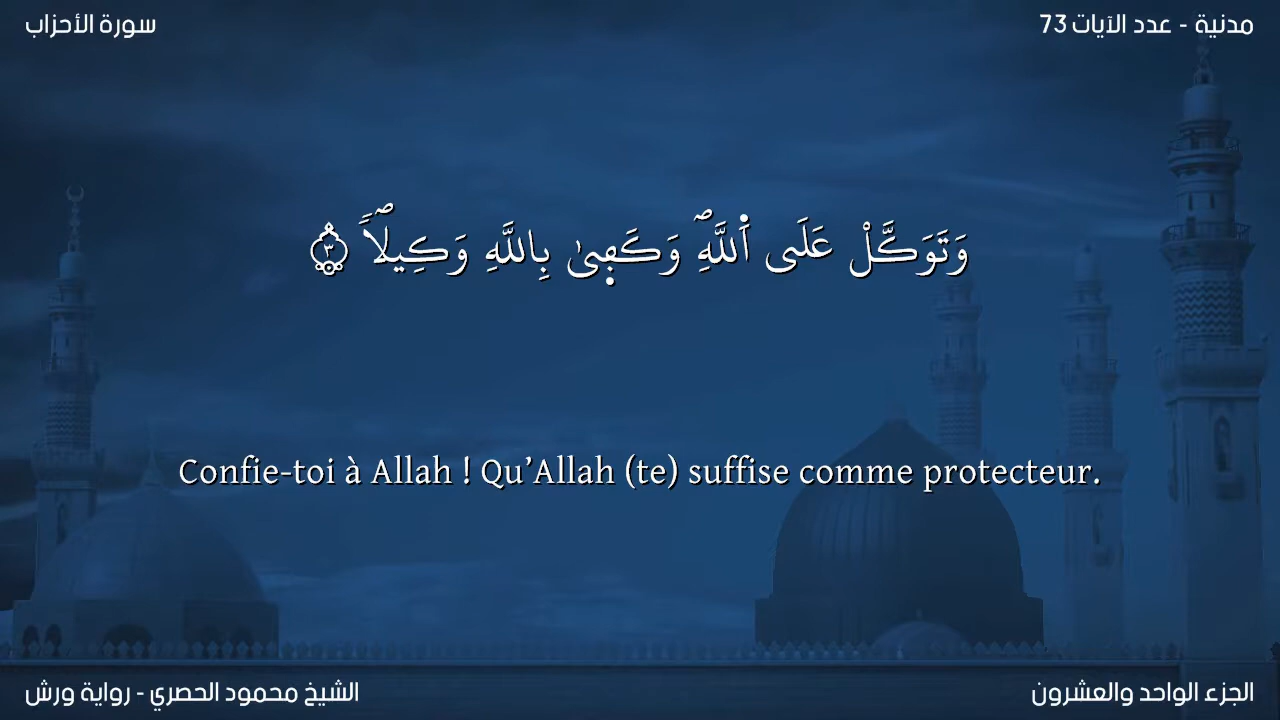 سورة الأحزاب
مدنية - عدد الآيات 73
وَتَوَكَّلْ عَلَى اَ۬للَّهِۖ وَكَف۪ىٰ بِاللَّهِ وَكِيلاٗۖ ٣
Confie-toi à Allah ! Qu’Allah (te) suffise comme protecteur.
الشيخ محمود الحصري - رواية ورش
الجزء الواحد والعشرون